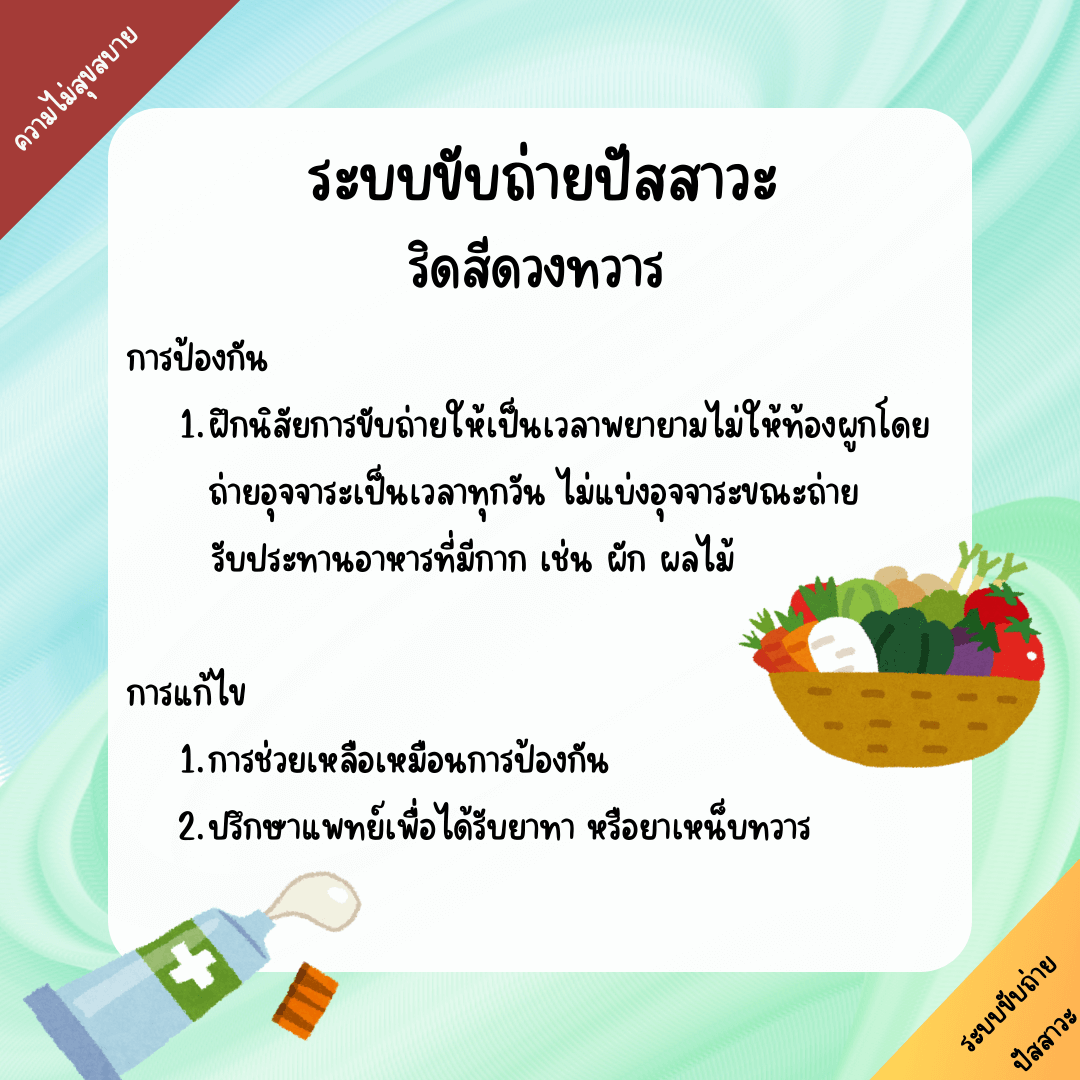 ความไม่สุขสบาย
ระบบขับถ่ายปัสสาวะ
ริดสีดวงทวาร
การป้องกัน
1. ฝึกนิสัยการขับถ่ายให้เป็นเวลาพยายามไม่ให้ท้องผูกโดย
ถ่ายอุจจาระเป็นเวลาทุกวัน ไม่แบ่งอุจจาระขณะถ่าย
รับประทานอาหารที่มีกาก เช่น ผัก ผลไม้
การแก้ไข
1. การช่วยเหลือเหมือนการป้องกัน
2. ปรึกษาแพทย์เพื่อได้รับยาทา หรือยาเหน็บทวาร
ระบบขับถ่าย
ปัสสาวะ